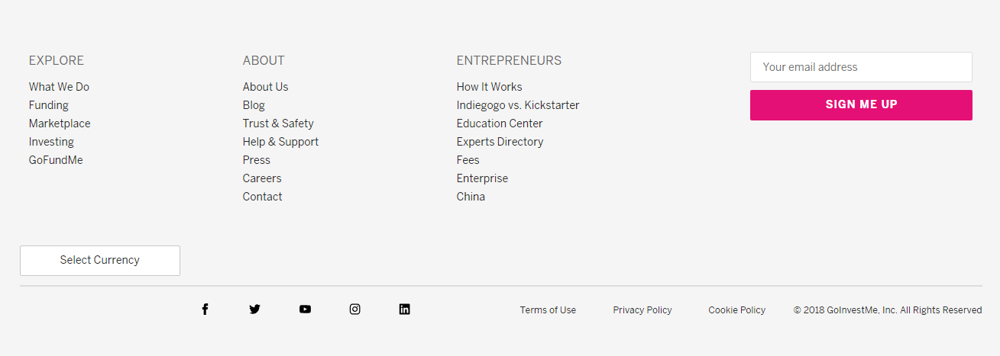 EXPLORE
What We Do
Funding
Marketplace
Investing
GoFundMe
ABOUT
About Us
Blog
Trust & Safety
Help & Support
Press
Careers
Contact
ENTREPRENEURS
How It Works
Indiegogo vs. Kickstarter
Education Center
Experts Directory
Fees
Enterprise
China
Your email address
SIGN ME UP
Select Currency
Terms of Use
Privacy Policy
Cookie Policy
© 2018 GoInvestMe, Inc. All Rights Reserved